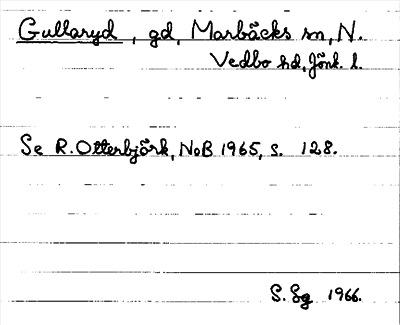 Gullaryd, gd, Marbäcks sn, N.
Vedbo hd, Jönk. l.
Se R. Otterbjörk, NoB 1965, s. 128.
S. Sg 1966.